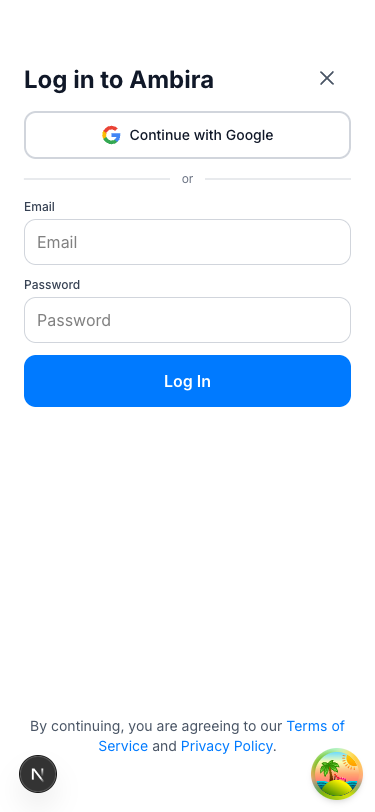 Log in to Ambira
Continue with Google
or
Email
Email
Password
Password
Log In
By continuing, you are agreeing to our Terms of
Service and Privacy Policy.
N